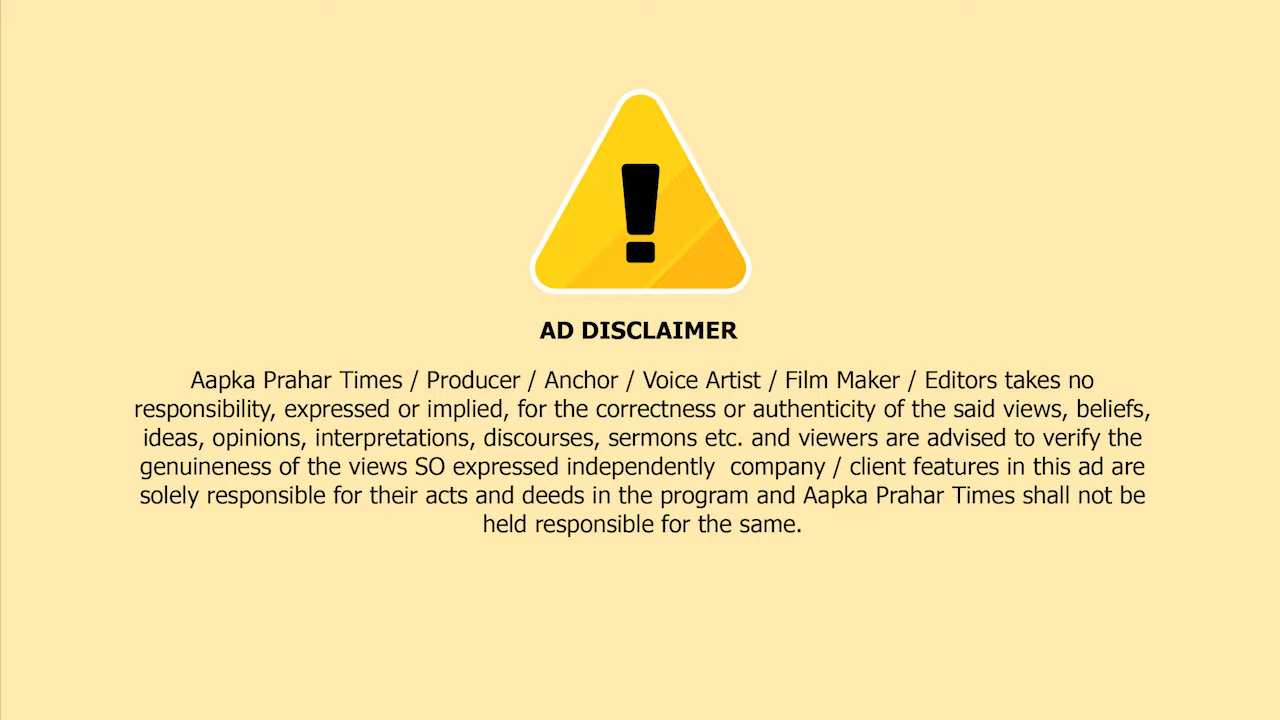 AD DISCLAIMER
Aapka Prahar Times / Producer / Anchor / Voice Artist / Film Maker / Editors takes no
responsibility, expressed or implied, for the correctness or authenticity of the said views, beliefs,
ideas, opinions, interpretations, discourses, sermons etc. and viewers are advised to verify the
genuineness of the views SO expressed independently  company / client features in this ad are
solely responsible for their acts and deeds in the program and Aapka Prahar Times shall not be
held responsible for the same.